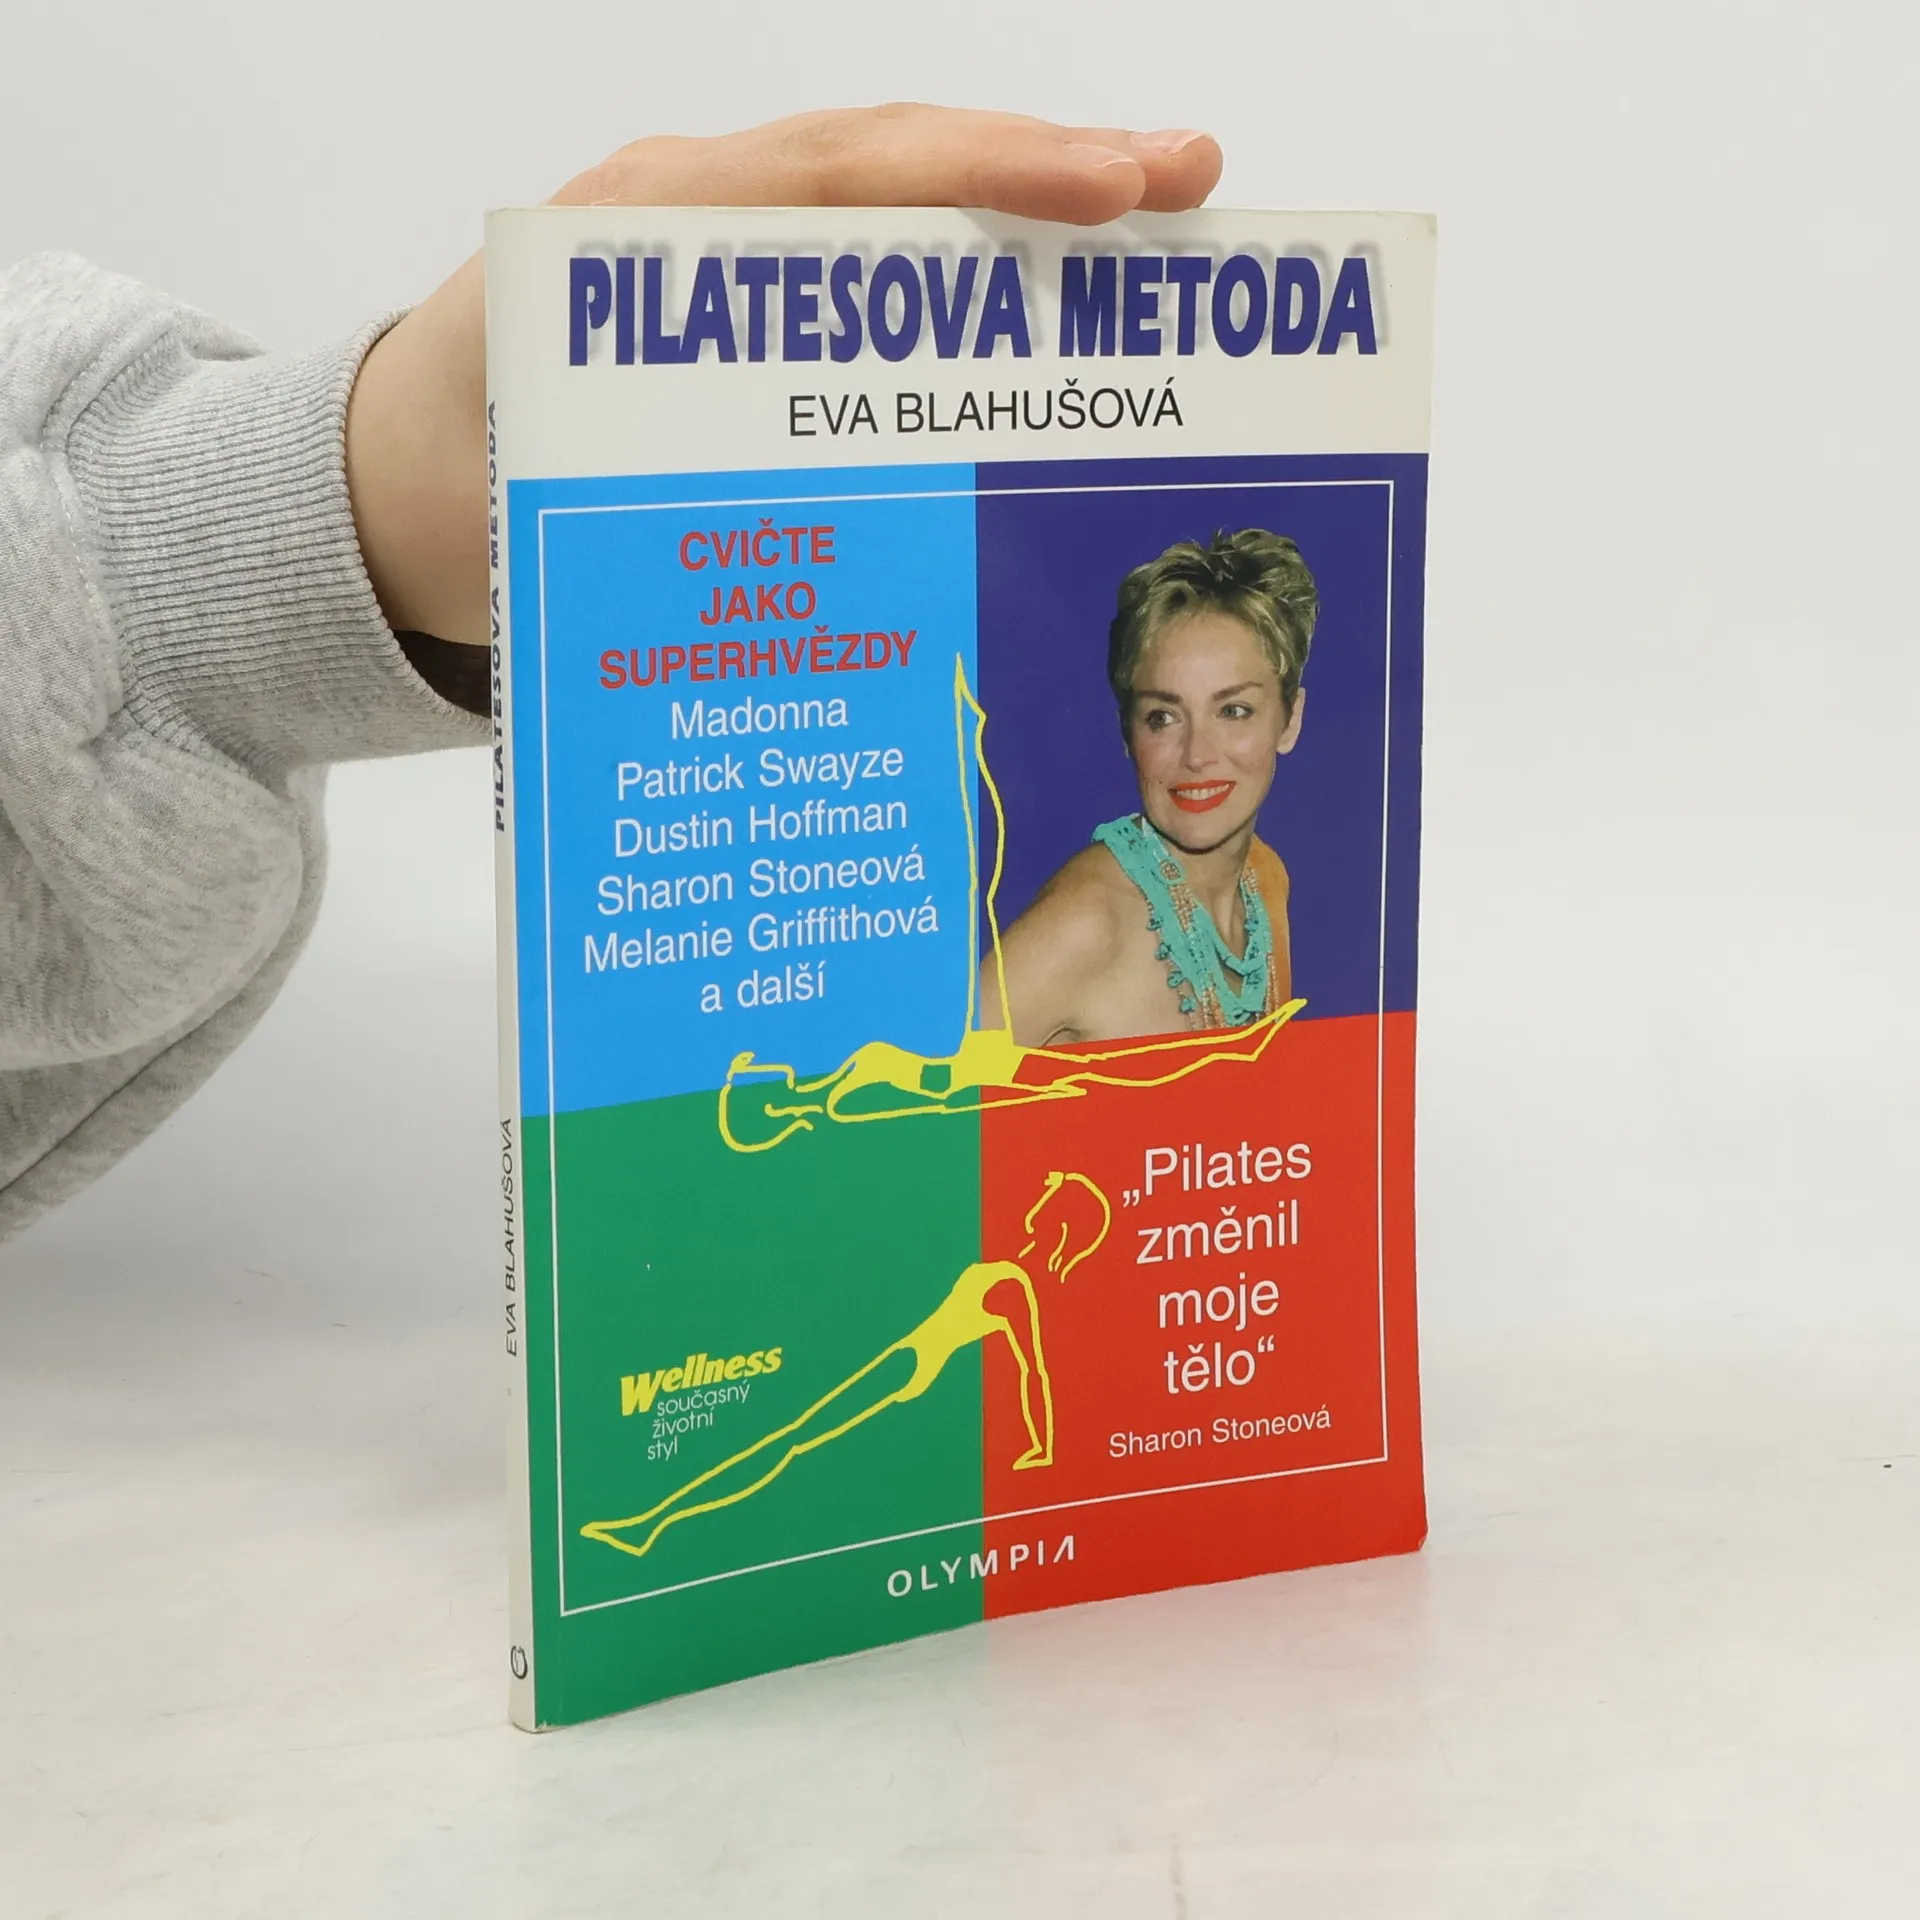 PILATESOVA METODA
EVA BLAHUŠOVÁ
CVIČTE
JAKO
SUPERHVĚZDY
Madonna
Patrick Swayze
Dustin Hoffman
Sharon Stoneová
Melanie Griffithová
a další
„Pilates
změnil
moje
tělo“
Sharon Stoneová
Wellness
současný
životní
styl
OLYMPIA
PILATESOVA METODA
EVA BLAHUŠOVÁ